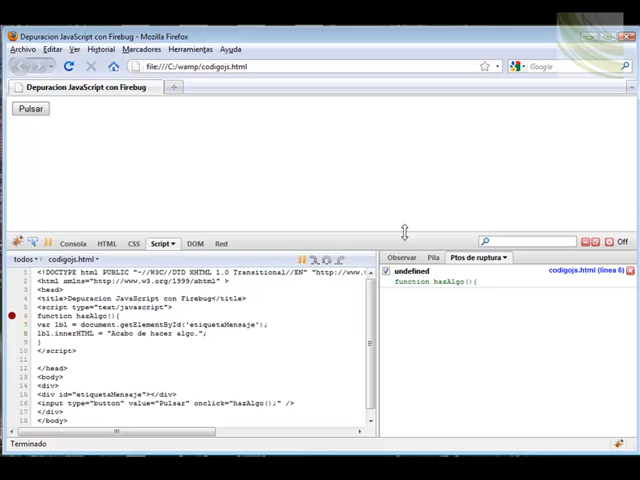 Depuracion JavaScript con Firebug - Mozilla Firefox
Archivo Editar Ver Historial Marcadores Herramientas Ayuda
file:///C:/wamp/codigojs.html
Google
Depuracion JavaScript con Firebug
Pulsar
Consola HTML CSS Script DOM Red
Off
todos codigojs.html
Observar Pila Ptos de ruptura
1 <!DOCTYPE html PUBLIC "-//W3C//DTD XHTML 1.0 Transitional//EN" "http://www.
2 <html xmlns="http://www.w3.org/1999/xhtml" >
3 <head>
4 <title>Depuracion JavaScript con Firebug</title>
5 <script type="text/javascript">
6 function hazAlgo(){
7 var lbl = document.getElementById('etiquetaMensaje');
8 lbl.innerHTML = "Acabo de hacer algo.";
9 }
10 </script>
11
12 </head>
13 <body>
14 <div>
15 <div id="etiquetaMensaje"></div>
16 <input type="button" value="Pulsar" onclick="hazAlgo();" />
17 </div>
18 </body>
undefined codigojs.html (línea 6)
function hazAlgo(){
Terminado